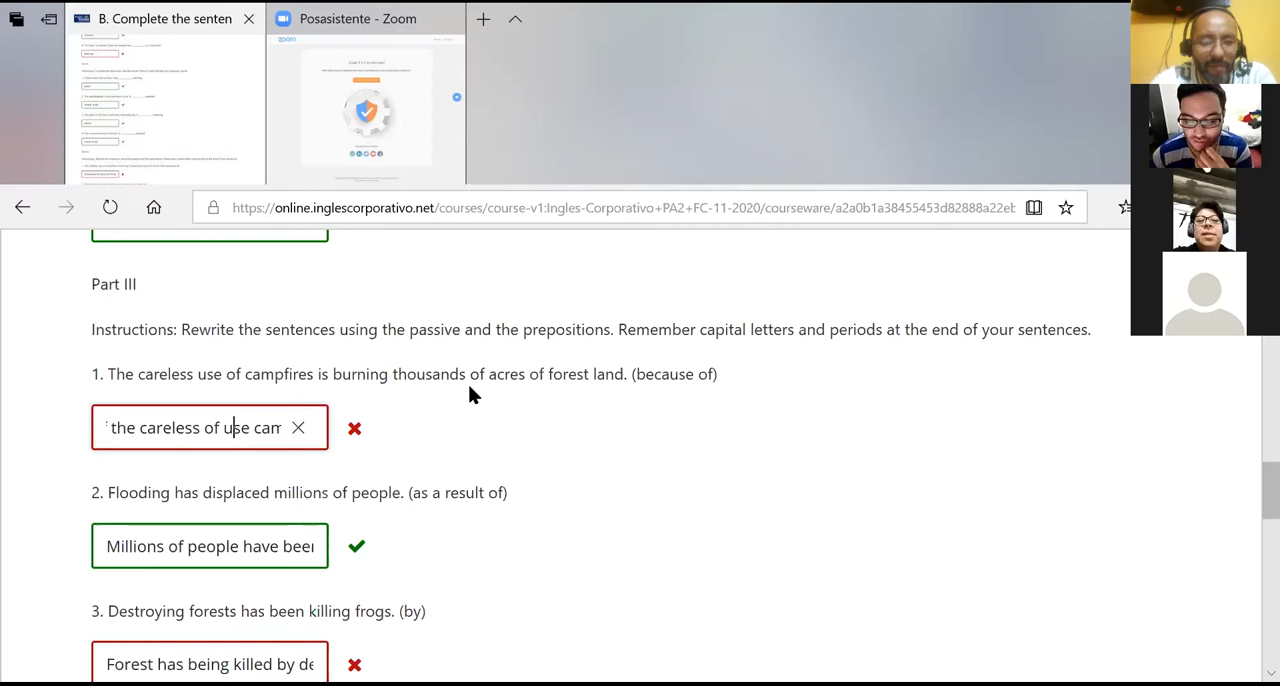 B. Complete the senten
Posasistente - Zoom
zoom
https://online.inglescorporativo.net/courses/course-v1:Ingles-Corporativo+PA2+FC-11-2020/courseware/a2a0b1a38455453d82888a22eb
Part III
Instructions: Rewrite the sentences using the passive and the prepositions. Remember capital letters and periods at the end of your sentences.
1. The careless use of campfires is burning thousands of acres of forest land. (because of)
the careless of use cam
2. Flooding has displaced millions of people. (as a result of)
Millions of people have been
3. Destroying forests has been killing frogs. (by)
Forest has being killed by de